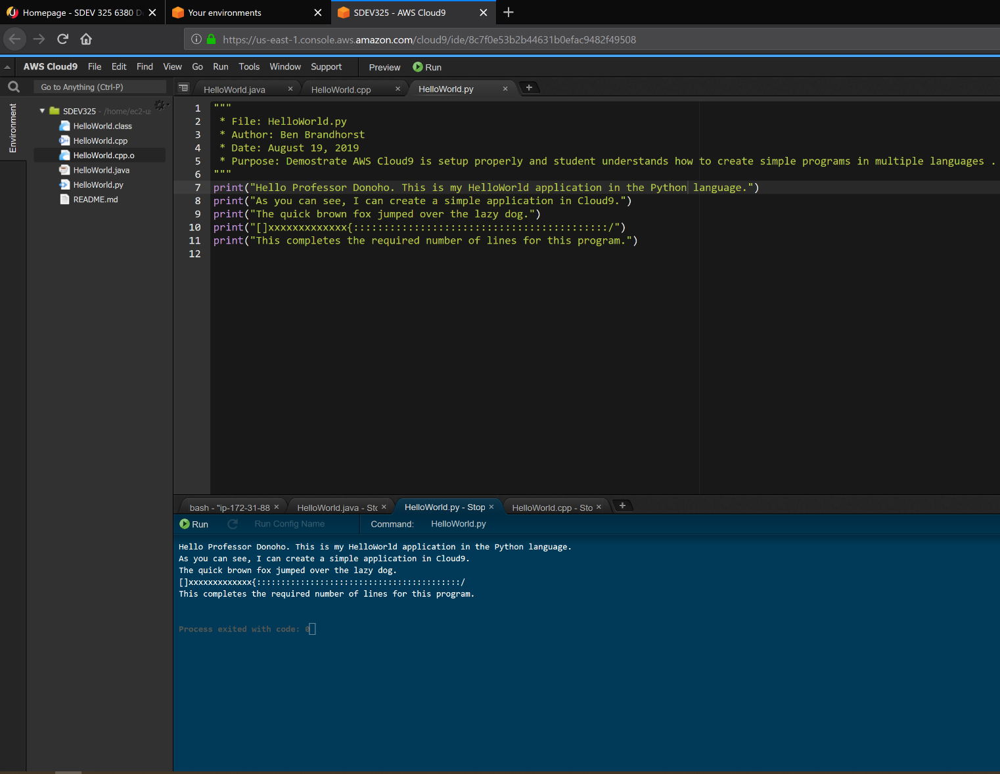 Homepage - SDEV 325 6380 D
Your environments
SDEV325 - AWS Cloud9
https://us-east-1.console.aws.amazon.com/cloud9/ide/8c7f0e53b2b44631b0efac9482f49508
AWS Cloud9 File Edit Find View Go Run Tools Window Support Preview Run
Go to Anything (Ctrl-P)
HelloWorld.java
HelloWorld.cpp
HelloWorld.py
Environment
SDEV325 - /home/ec2-u
HelloWorld.class
HelloWorld.cpp
HelloWorld.cpp.o
HelloWorld.java
HelloWorld.py
README.md
1 """
2 * File: HelloWorld.py
3 * Author: Ben Brandhorst
4 * Date: August 19, 2019
5 * Purpose: Demostrate AWS Cloud9 is setup properly and student understands how to create simple programs in multiple languages .
6 """
7 print("Hello Professor Donoho. This is my HelloWorld application in the Python language.")
8 print("As you can see, I can create a simple application in Cloud9.")
9 print("The quick brown fox jumped over the lazy dog.")
10 print("[]xxxxxxxxxxxxx{::::::::::::::::::::::::::::::::::::::::::/")
11 print("This completes the required number of lines for this program.")
12
bash - "ip-172-31-88
HelloWorld.java - Sto
HelloWorld.py - Stop
HelloWorld.cpp - Sto
Run Run Config Name Command: HelloWorld.py
Hello Professor Donoho. This is my HelloWorld application in the Python language.
As you can see, I can create a simple application in Cloud9.
The quick brown fox jumped over the lazy dog.
[]xxxxxxxxxxxxx{::::::::::::::::::::::::::::::::::::::::::/
This completes the required number of lines for this program.
Process exited with code: 0